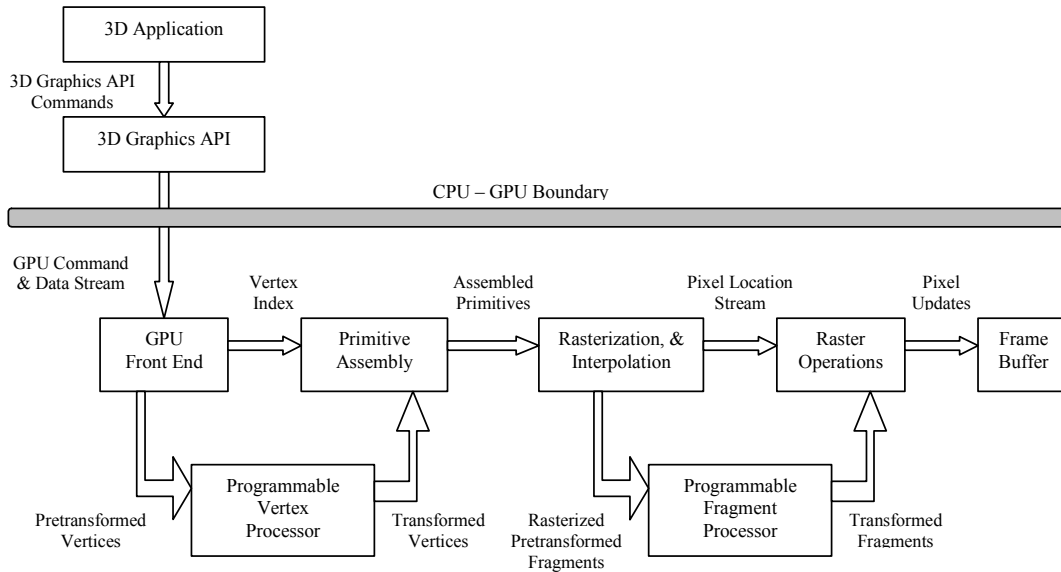 3D Application
3D Graphics API
Commands
3D Graphics API
CPU – GPU Boundary
GPU Command
& Data Stream
Vertex
Index
Assembled
Primitives
Pixel Location
Stream
Pixel
Updates
GPU
Front End
Primitive
Assembly
Rasterization, &
Interpolation
Raster
Operations
Frame
Buffer
Programmable
Vertex
Processor
Programmable
Fragment
Processor
Pretransformed
Vertices
Transformed
Vertices
Rasterized
Pretransformed
Fragments
Transformed
Fragments